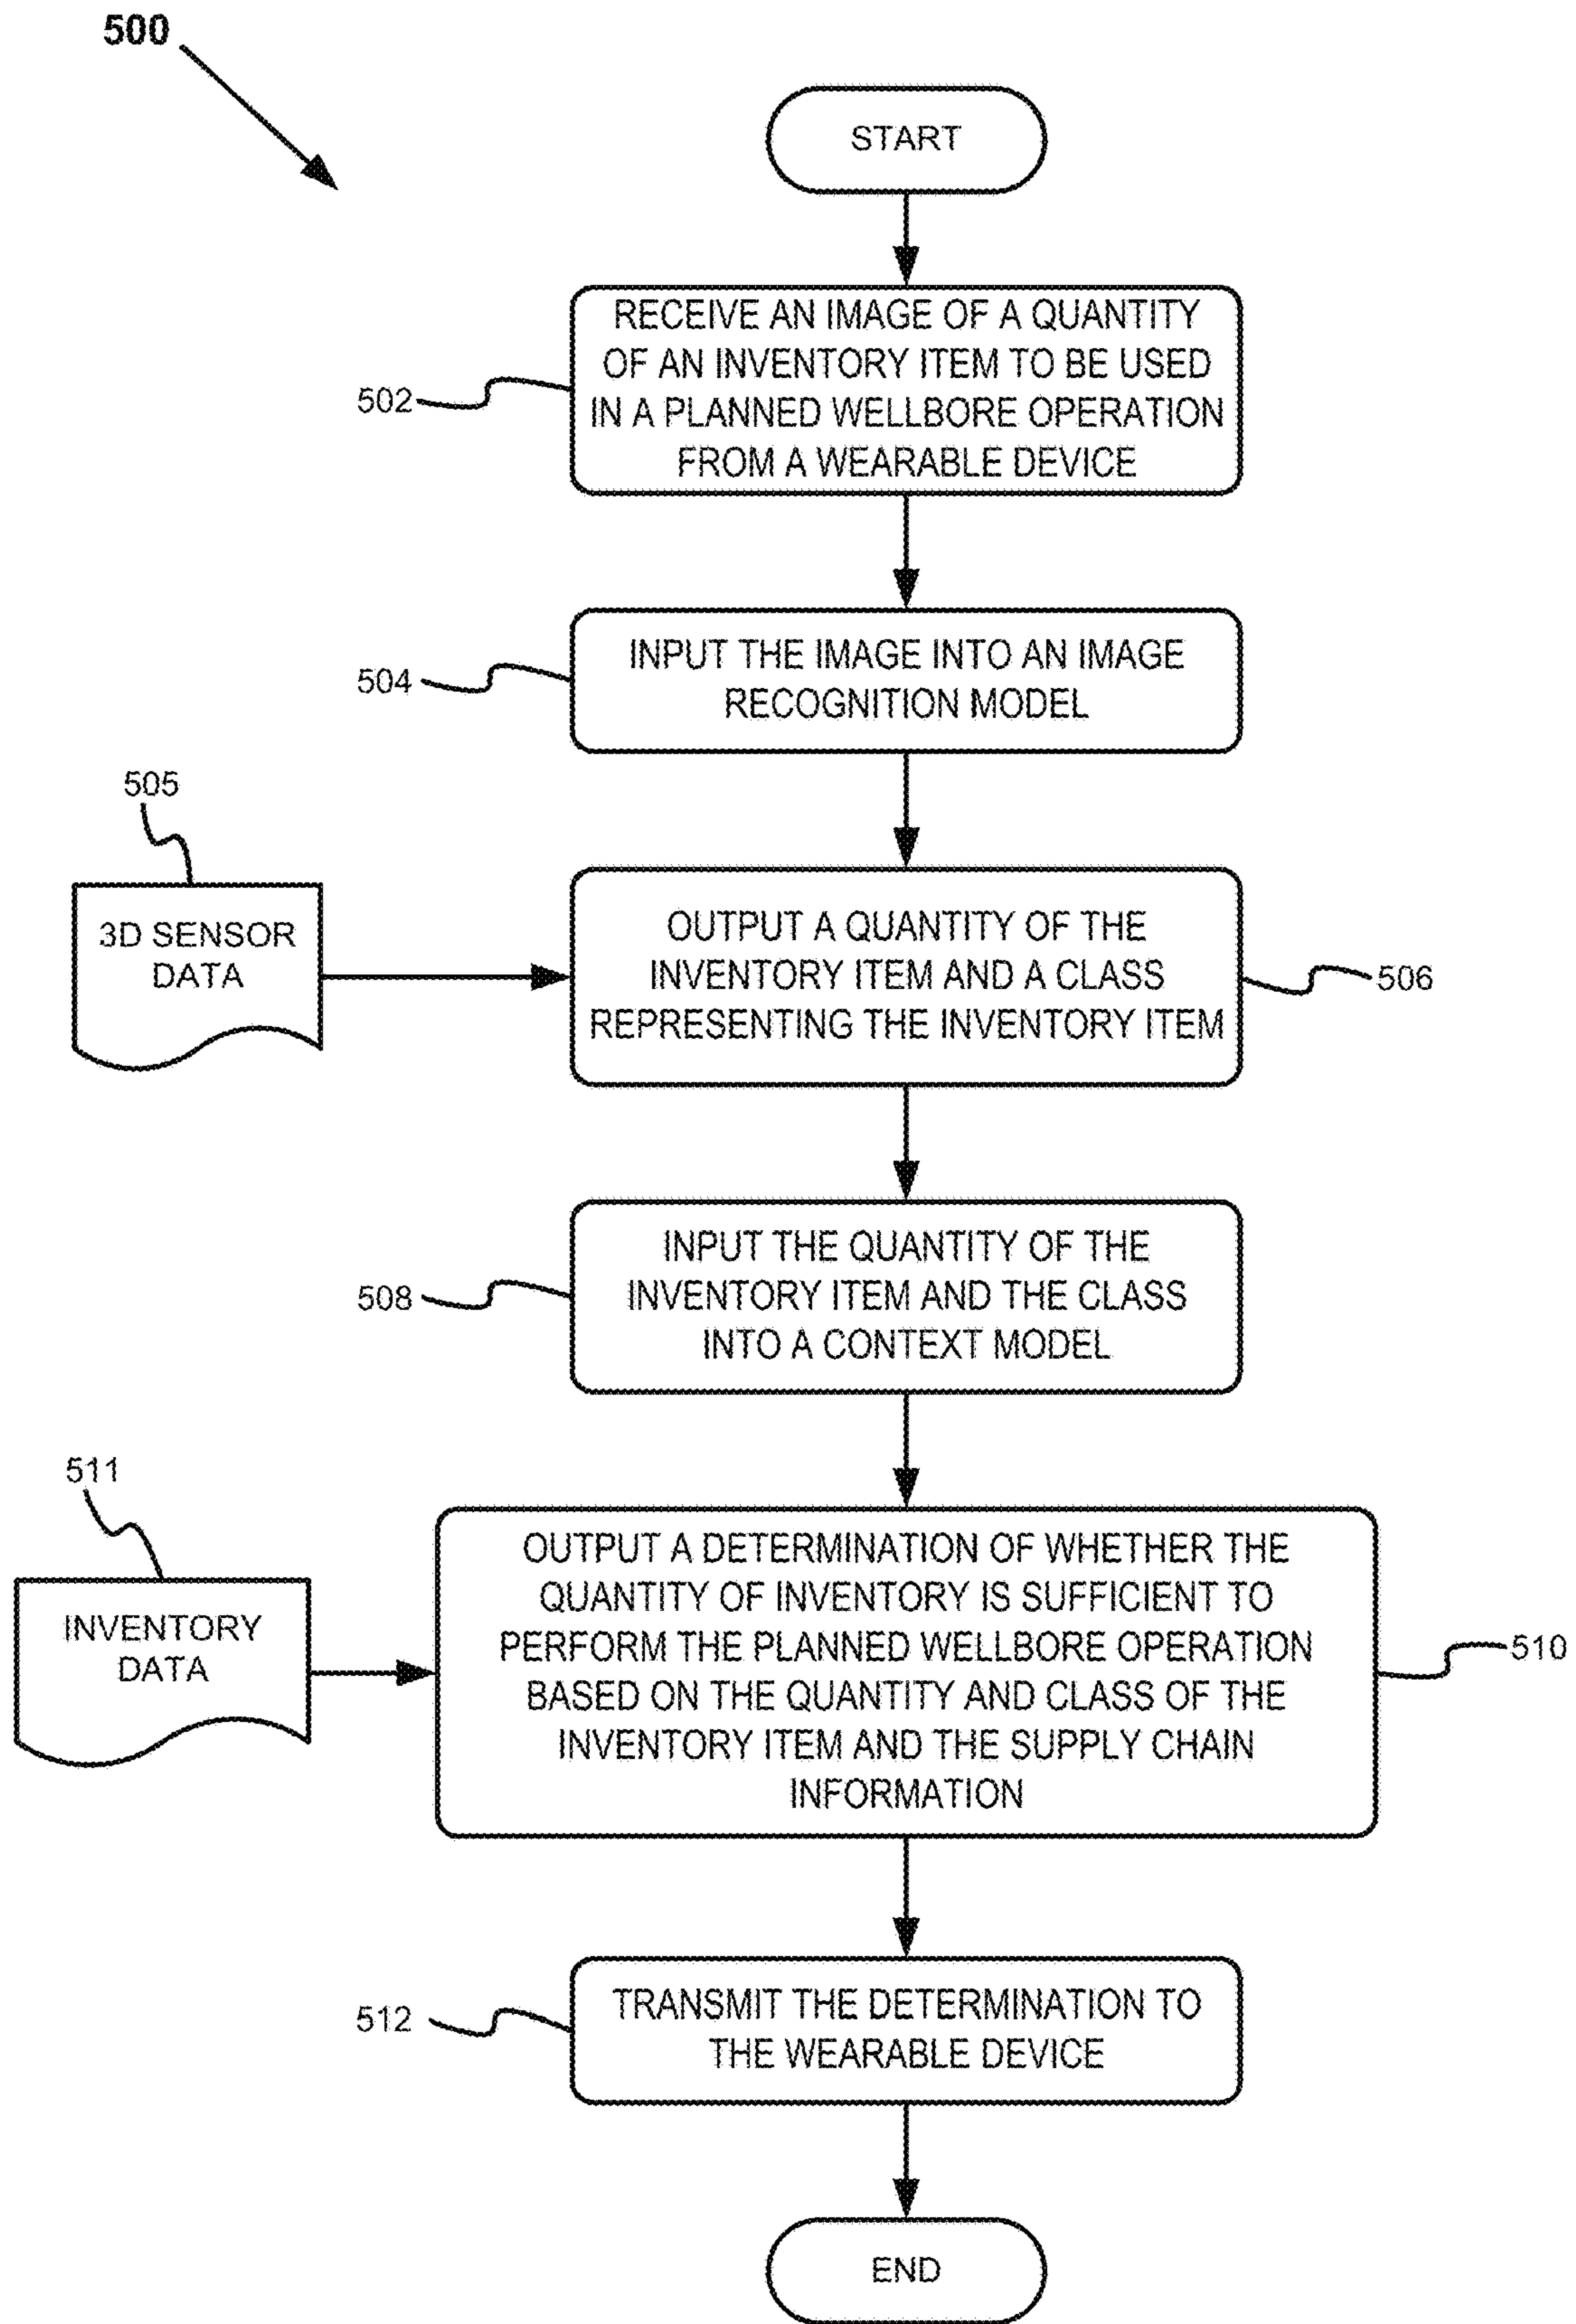 500
START
RECEIVE AN IMAGE OF A QUANTITY
OF AN INVENTORY ITEM TO BE USED
IN A PLANNED WELLBORE OPERATION
FROM A WEARABLE DEVICE
502
INPUT THE IMAGE INTO AN IMAGE
RECOGNITION MODEL
504
505
3D SENSOR
DATA
OUTPUT A QUANTITY OF THE
INVENTORY ITEM AND A CLASS
REPRESENTING THE INVENTORY ITEM
506
INPUT THE QUANTITY OF THE
INVENTORY ITEM AND THE CLASS
INTO A CONTEXT MODEL
508
511
INVENTORY
DATA
OUTPUT A DETERMINATION OF WHETHER THE
QUANTITY OF INVENTORY IS SUFFICIENT TO
PERFORM THE PLANNED WELLBORE OPERATION
BASED ON THE QUANTITY AND CLASS OF THE
INVENTORY ITEM AND THE SUPPLY CHAIN
INFORMATION
510
TRANSMIT THE DETERMINATION TO
THE WEARABLE DEVICE
512
END